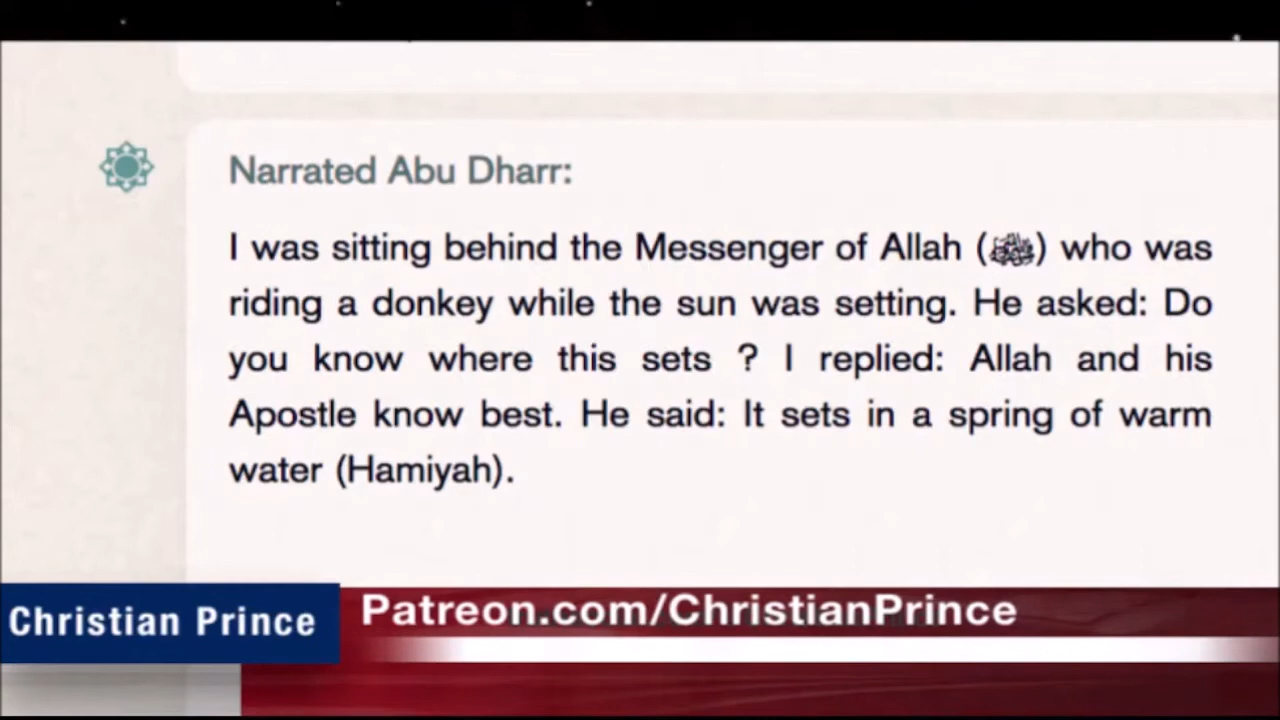 Narrated Abu Dharr:
I was sitting behind the Messenger of Allah (ﷺ) who was
riding a donkey while the sun was setting. He asked: Do
you know where this sets ? I replied: Allah and his
Apostle know best. He said: It sets in a spring of warm
water (Hamiyah).
Christian Prince
Patreon.com/ChristianPrince